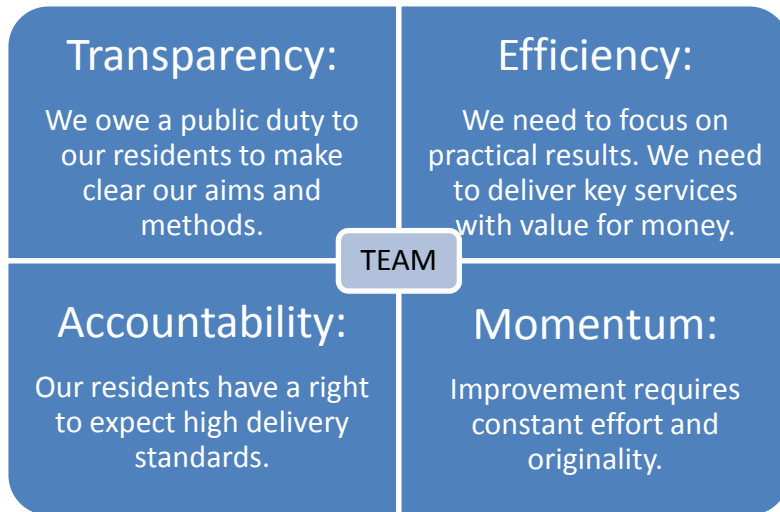 Transparency:
We owe a public duty to
our residents to make
clear our aims and
methods.
Efficiency:
We need to focus on
practical results. We need
to deliver key services
with value for money.
TEAM
Accountability:
Our residents have a right
to expect high delivery
standards.
Momentum:
Improvement requires
constant effort and
originality.